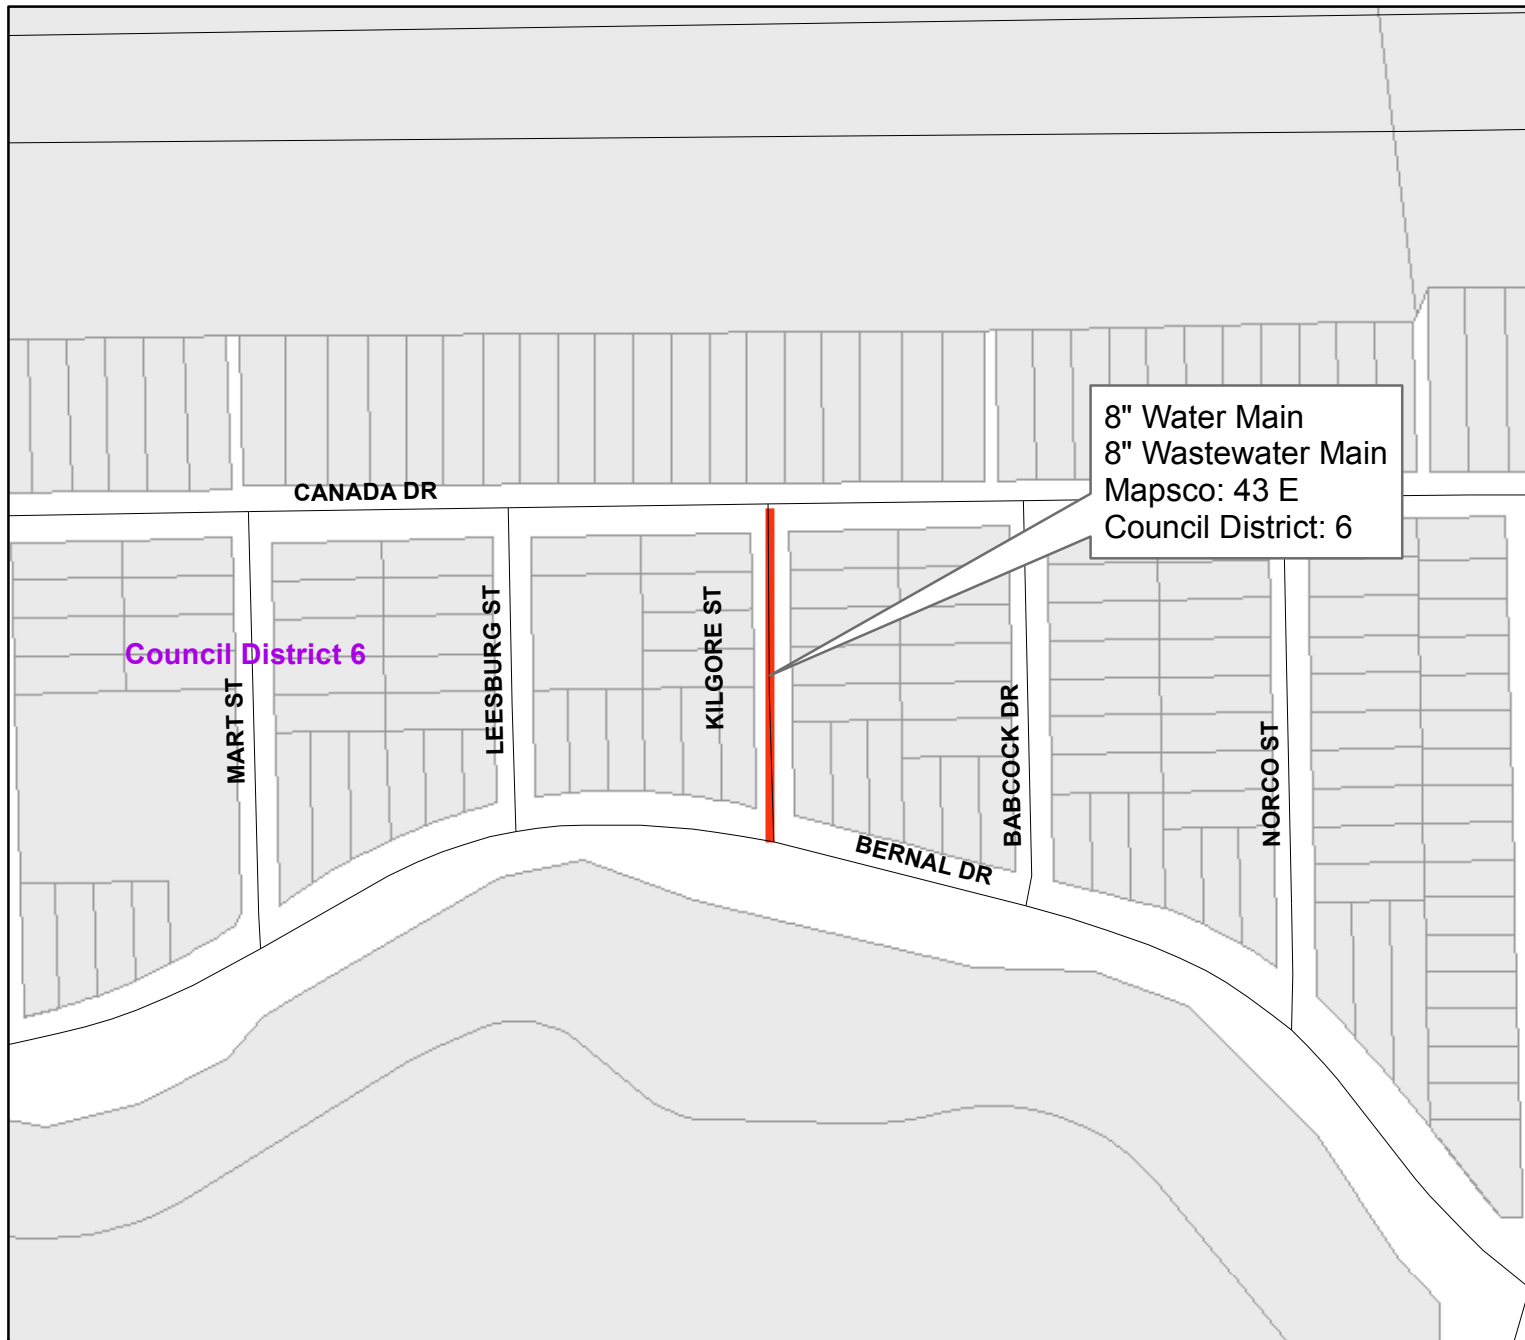 8" Water Main
8" Wastewater Main
Mapsco: 43 E
Council District: 6
CANADA DR
Council District 6
MART ST
LEESBURG ST
KILGORE ST
BABCOCK DR
NORCO ST
BERNAL DR